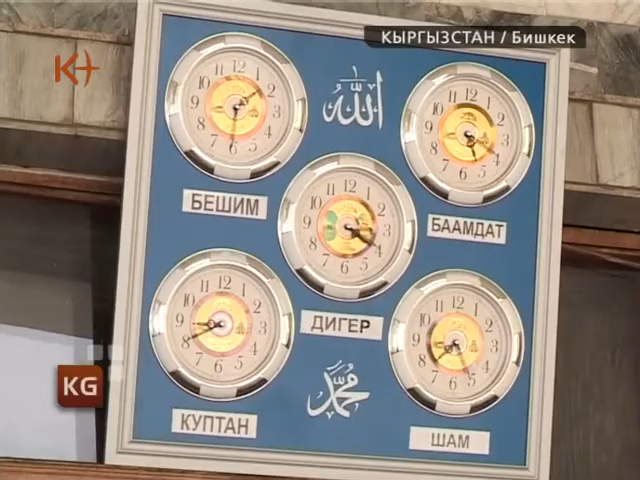 КЫРГЫЗСТАН / Бишкек
К+
الله
БЕШИМ
БААМДАТ
ДИГЕР
محمد
КУПТАН
ШАМ
KG